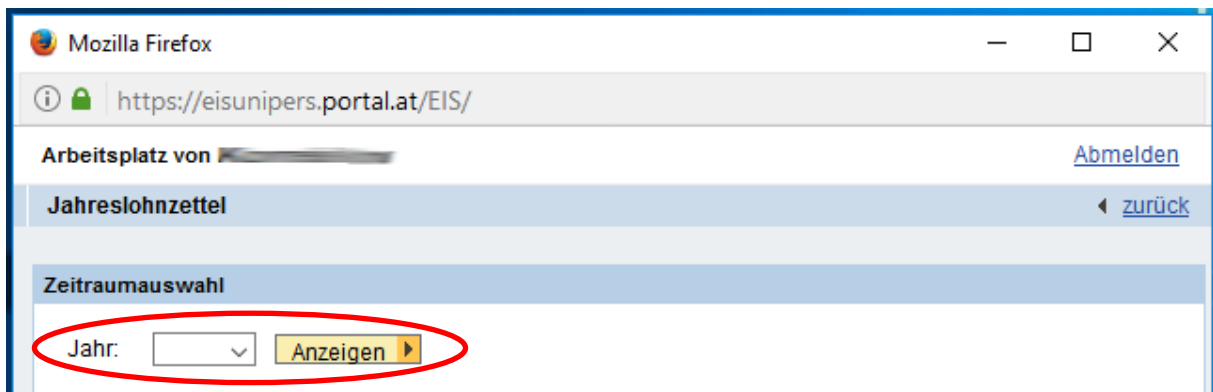 Mozilla Firefox
https://eisunipers.portal.at/EIS/
Arbeitsplatz von
Abmelden
Jahreslohnzettel
zurück
Zeitraumauswahl
Jahr:
Anzeigen